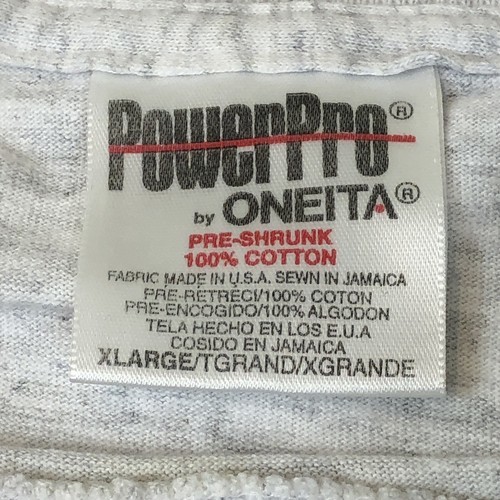 PowerPro®
by ONEITA®
PRE-SHRUNK
100% COTTON
FABRIC MADE IN U.S.A. SEWN IN JAMAICA
PRE-RETRECI/100% COTON
PRE-ENCOGIDO/100% ALGODON
TELA HECHO EN LOS E.U.A
COSIDO EN JAMAICA
XLARGE/TGRAND/XGRANDE